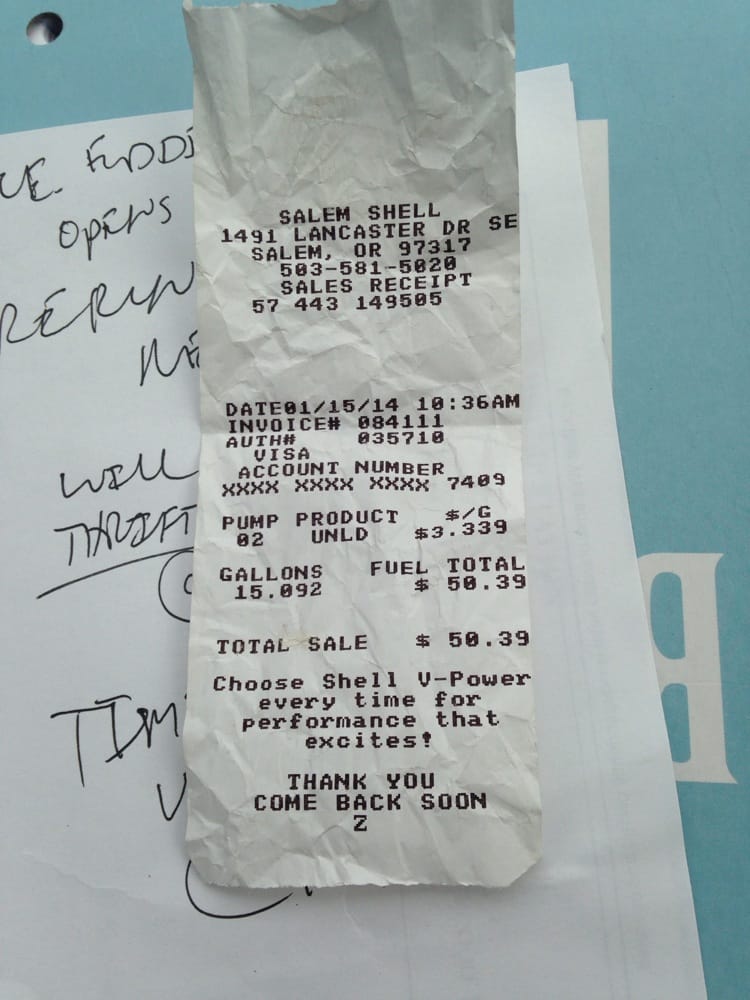 SALEM SHELL
1491 LANCASTER DR SE
SALEM, OR 97317
503-581-5020
SALES RECEIPT
57 443 149505
DATE01/15/14 10:36AM
INVOICE# 084111
AUTH# 035710
VISA
ACCOUNT NUMBER
XXXX XXXX XXXX 7409
PUMP PRODUCT $/G
02 UNLD $3.339
GALLONS FUEL TOTAL
15.092 $ 50.39
TOTAL SALE $ 50.39
Choose Shell V-Power
every time for
performance that
excites!
THANK YOU
COME BACK SOON
Z
OPENS
WILL
THRIFT
TIM
B